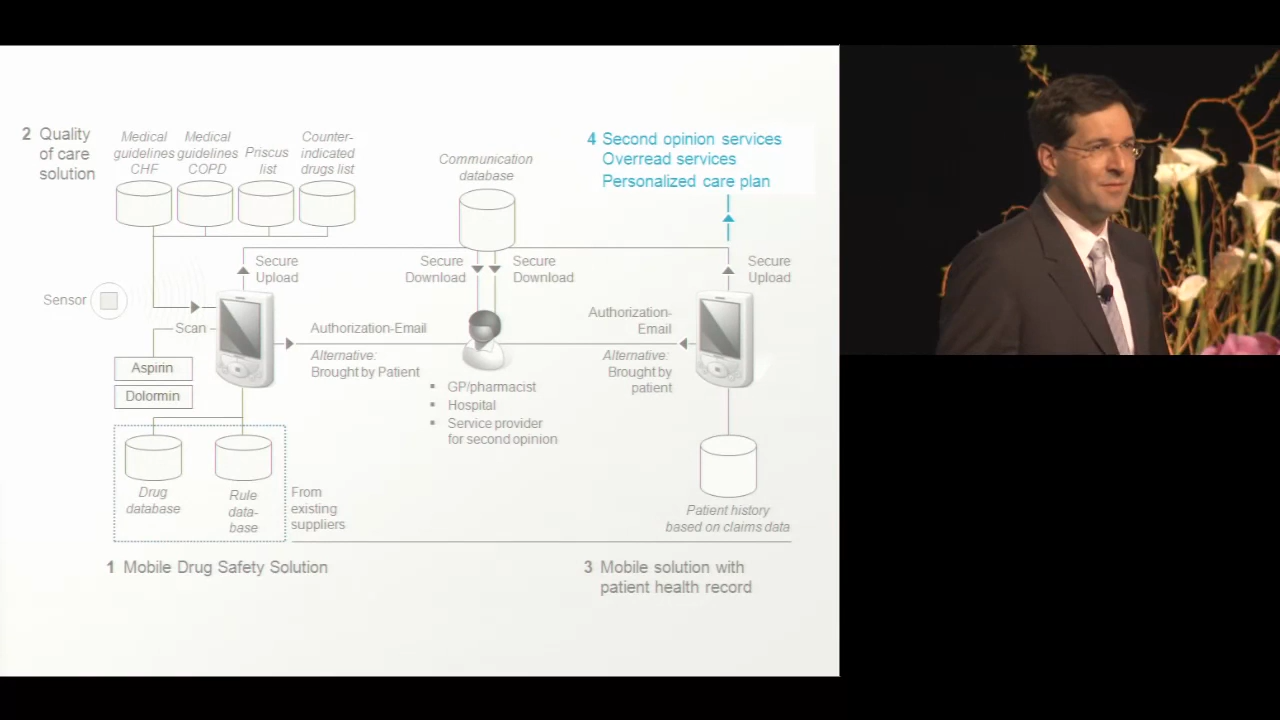 2 Quality
of care
solution
Medical
guidelines
CHF
Medical
guidelines
COPD
Priscus
list
Counter-
indicated
drugs list
Communication
database
4 Second opinion services
Overread services
Personalized care plan
Secure
Upload
Secure
Download
Secure
Download
Secure
Upload
Sensor
Scan
Aspirin
Dolormin
Authorization-Email
Alternative:
Brought by Patient
Authorization-
Email
Alternative:
Brought by
patient
▪ GP/pharmacist
▪ Hospital
▪ Service provider
for second opinion
Drug
database
Rule
data-
base
From
existing
suppliers
Patient history
based on claims data
1 Mobile Drug Safety Solution
3 Mobile solution with
patient health record